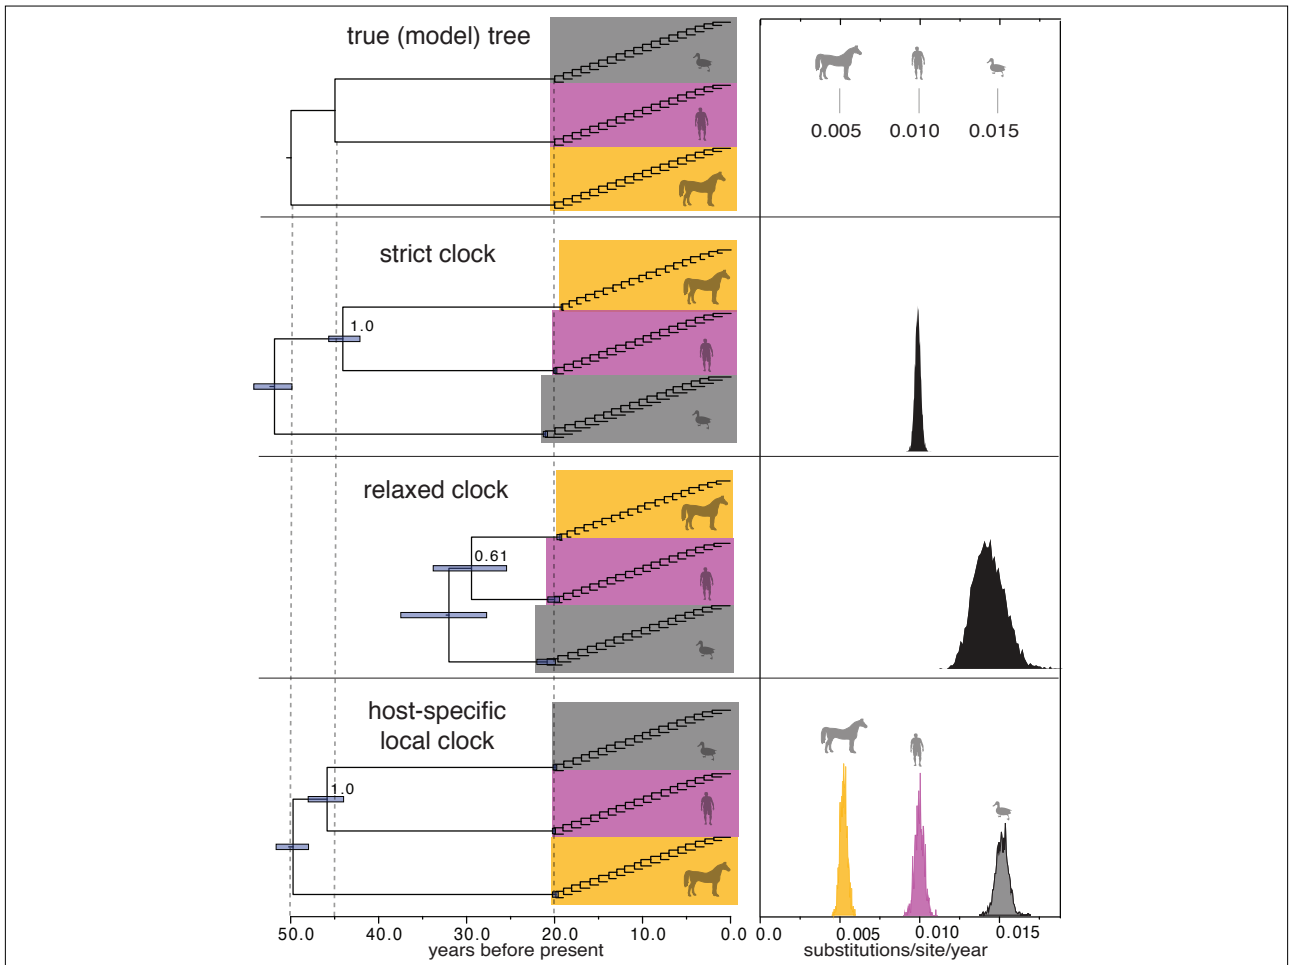 true (model) tree
0.005 0.010 0.015
strict clock
1.0
relaxed clock
0.61
host-specific
local clock
1.0
50.0 40.0 30.0 20.0 10.0 0.0
years before present
0.0 0.005 0.010 0.015
substitutions/site/year